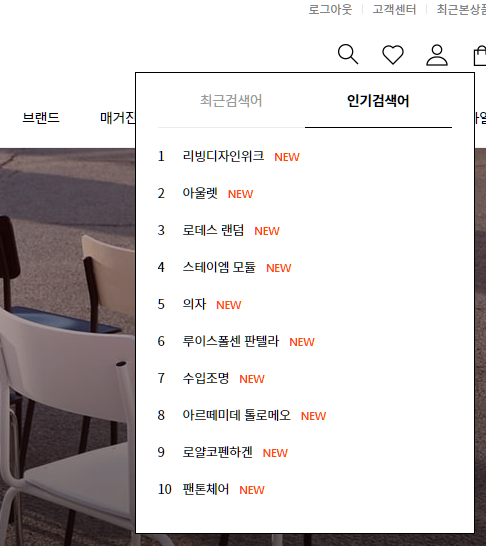 로그아웃 고객센터 최근본상품
브랜드 매거진
최근검색어 인기검색어
1 리빙디자인위크 NEW
2 아울렛 NEW
3 로데스 랜덤 NEW
4 스테이엠 모듈 NEW
5 의자 NEW
6 루이스폴센 판텔라 NEW
7 수입조명 NEW
8 아르떼미데 톨로메오 NEW
9 로얄코펜하겐 NEW
10 팬톤체어 NEW